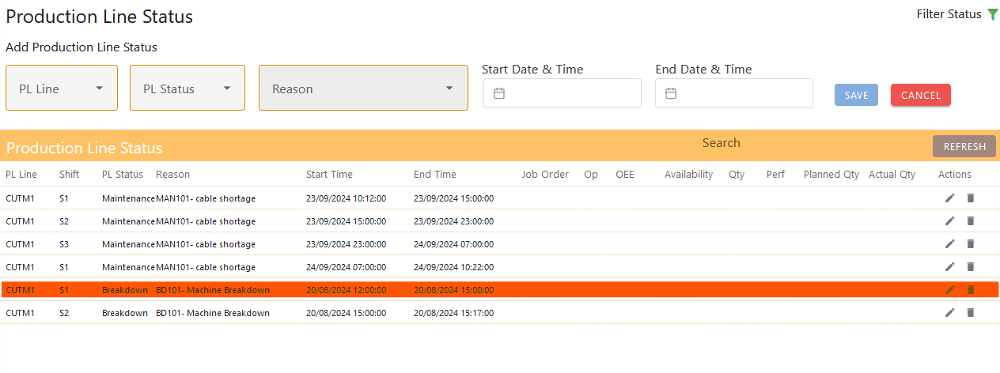 Production Line Status
Filter Status
Add Production Line Status
PL Line PL Status Reason Start Date & Time End Date & Time SAVE CANCEL
Production Line Status Search REFRESH
PL Line Shift PL Status Reason Start Time End Time Job Order Op OEE Availability Qty Perf Planned Qty Actual Qty Actions
CUTM1 S1 Maintenance MAN101- cable shortage 23/09/2024 10:12:00 23/09/2024 15:00:00
CUTM1 S2 Maintenance MAN101- cable shortage 23/09/2024 15:00:00 23/09/2024 23:00:00
CUTM1 S3 Maintenance MAN101- cable shortage 23/09/2024 23:00:00 24/09/2024 07:00:00
CUTM1 S1 Maintenance MAN101- cable shortage 24/09/2024 07:00:00 24/09/2024 10:22:00
CUTM1 S1 Breakdown BD101- Machine Breakdown 20/08/2024 12:00:00 20/08/2024 15:00:00
CUTM1 S2 Breakdown BD101- Machine Breakdown 20/08/2024 15:00:00 20/08/2024 15:17:00